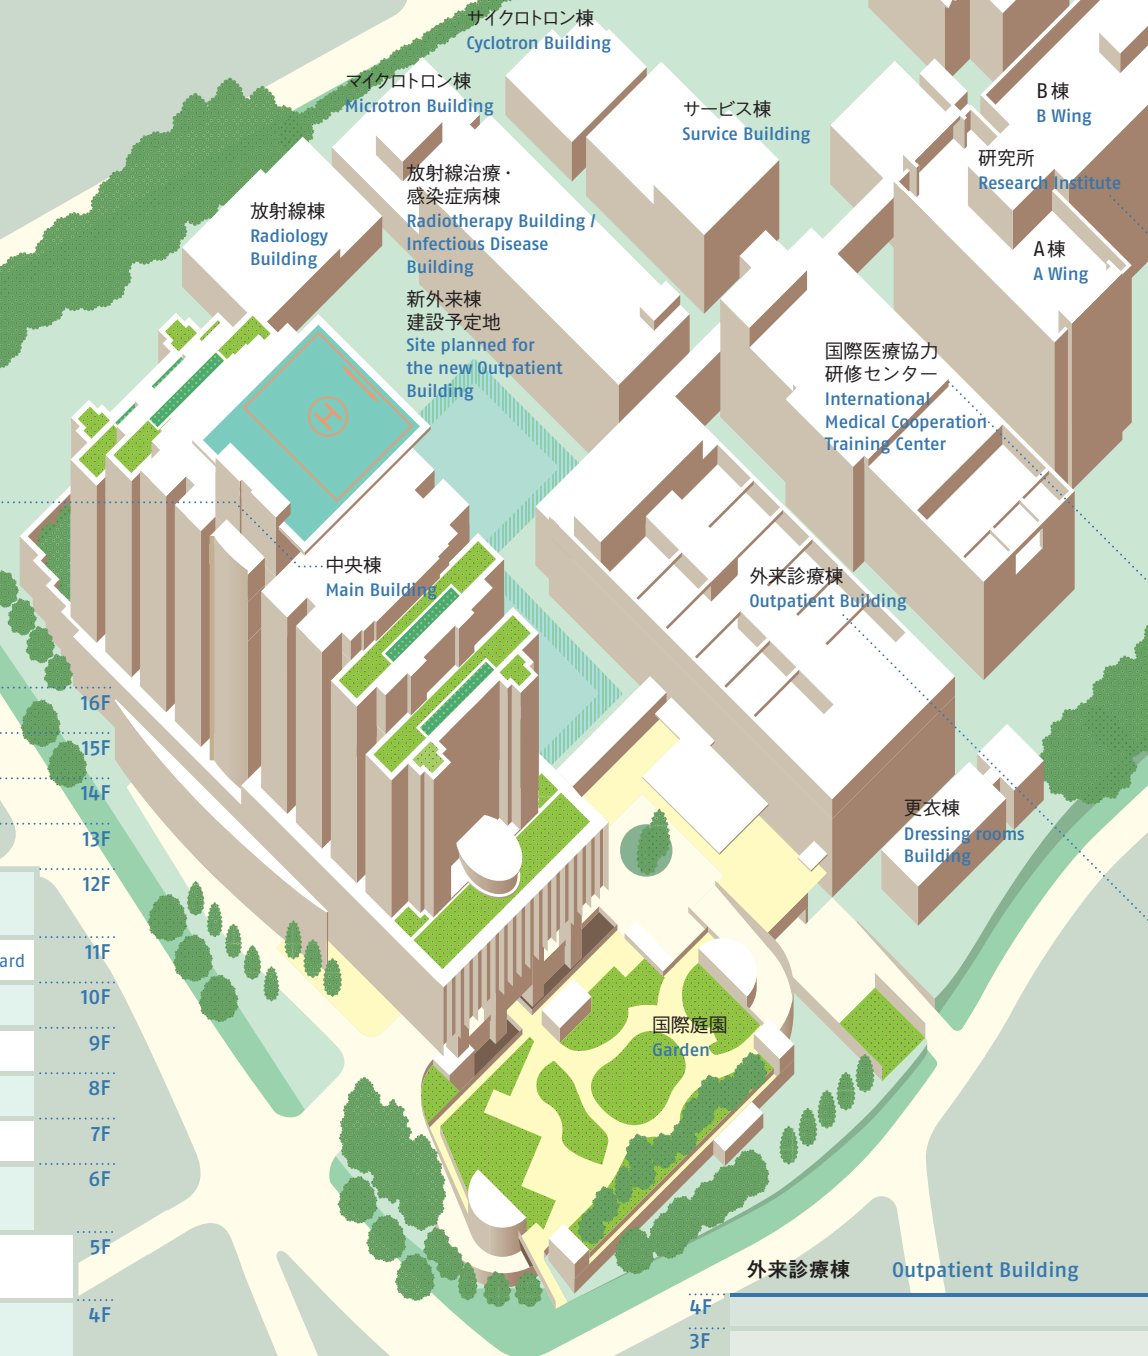 サイクロトロン棟
Cyclotron Building
マイクロトロン棟
Microtron Building
サービス棟
Survice Building
B棟
B Wing
研究所
Research Institute
放射線治療・
感染症病棟
Radiotherapy Building /
Infectious Disease
Building
放射線棟
Radiology
Building
A棟
A Wing
新外来棟
建設予定地
Site planned for
the new Outpatient
Building
国際医療協力
研修センター
International
Medical Cooperation
Training Center
H
中央棟
Main Building
外来診療棟
Outpatient Building
更衣棟
Dressing rooms
Building
国際庭園
Garden
16F
15F
14F
13F
12F
11F
ard
10F
9F
8F
7F
6F
5F
4F
外来診療棟 Outpatient Building
4F
3F